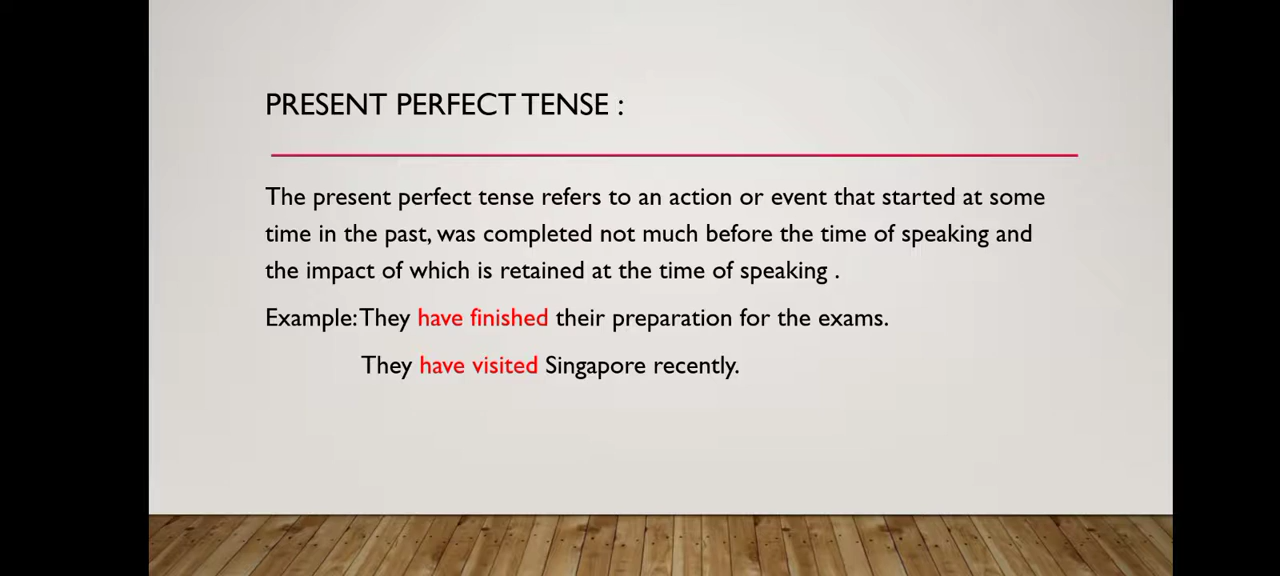 PRESENT PERFECT TENSE :
The present perfect tense refers to an action or event that started at some
time in the past, was completed not much before the time of speaking and
the impact of which is retained at the time of speaking .
Example: They have finished their preparation for the exams.
They have visited Singapore recently.